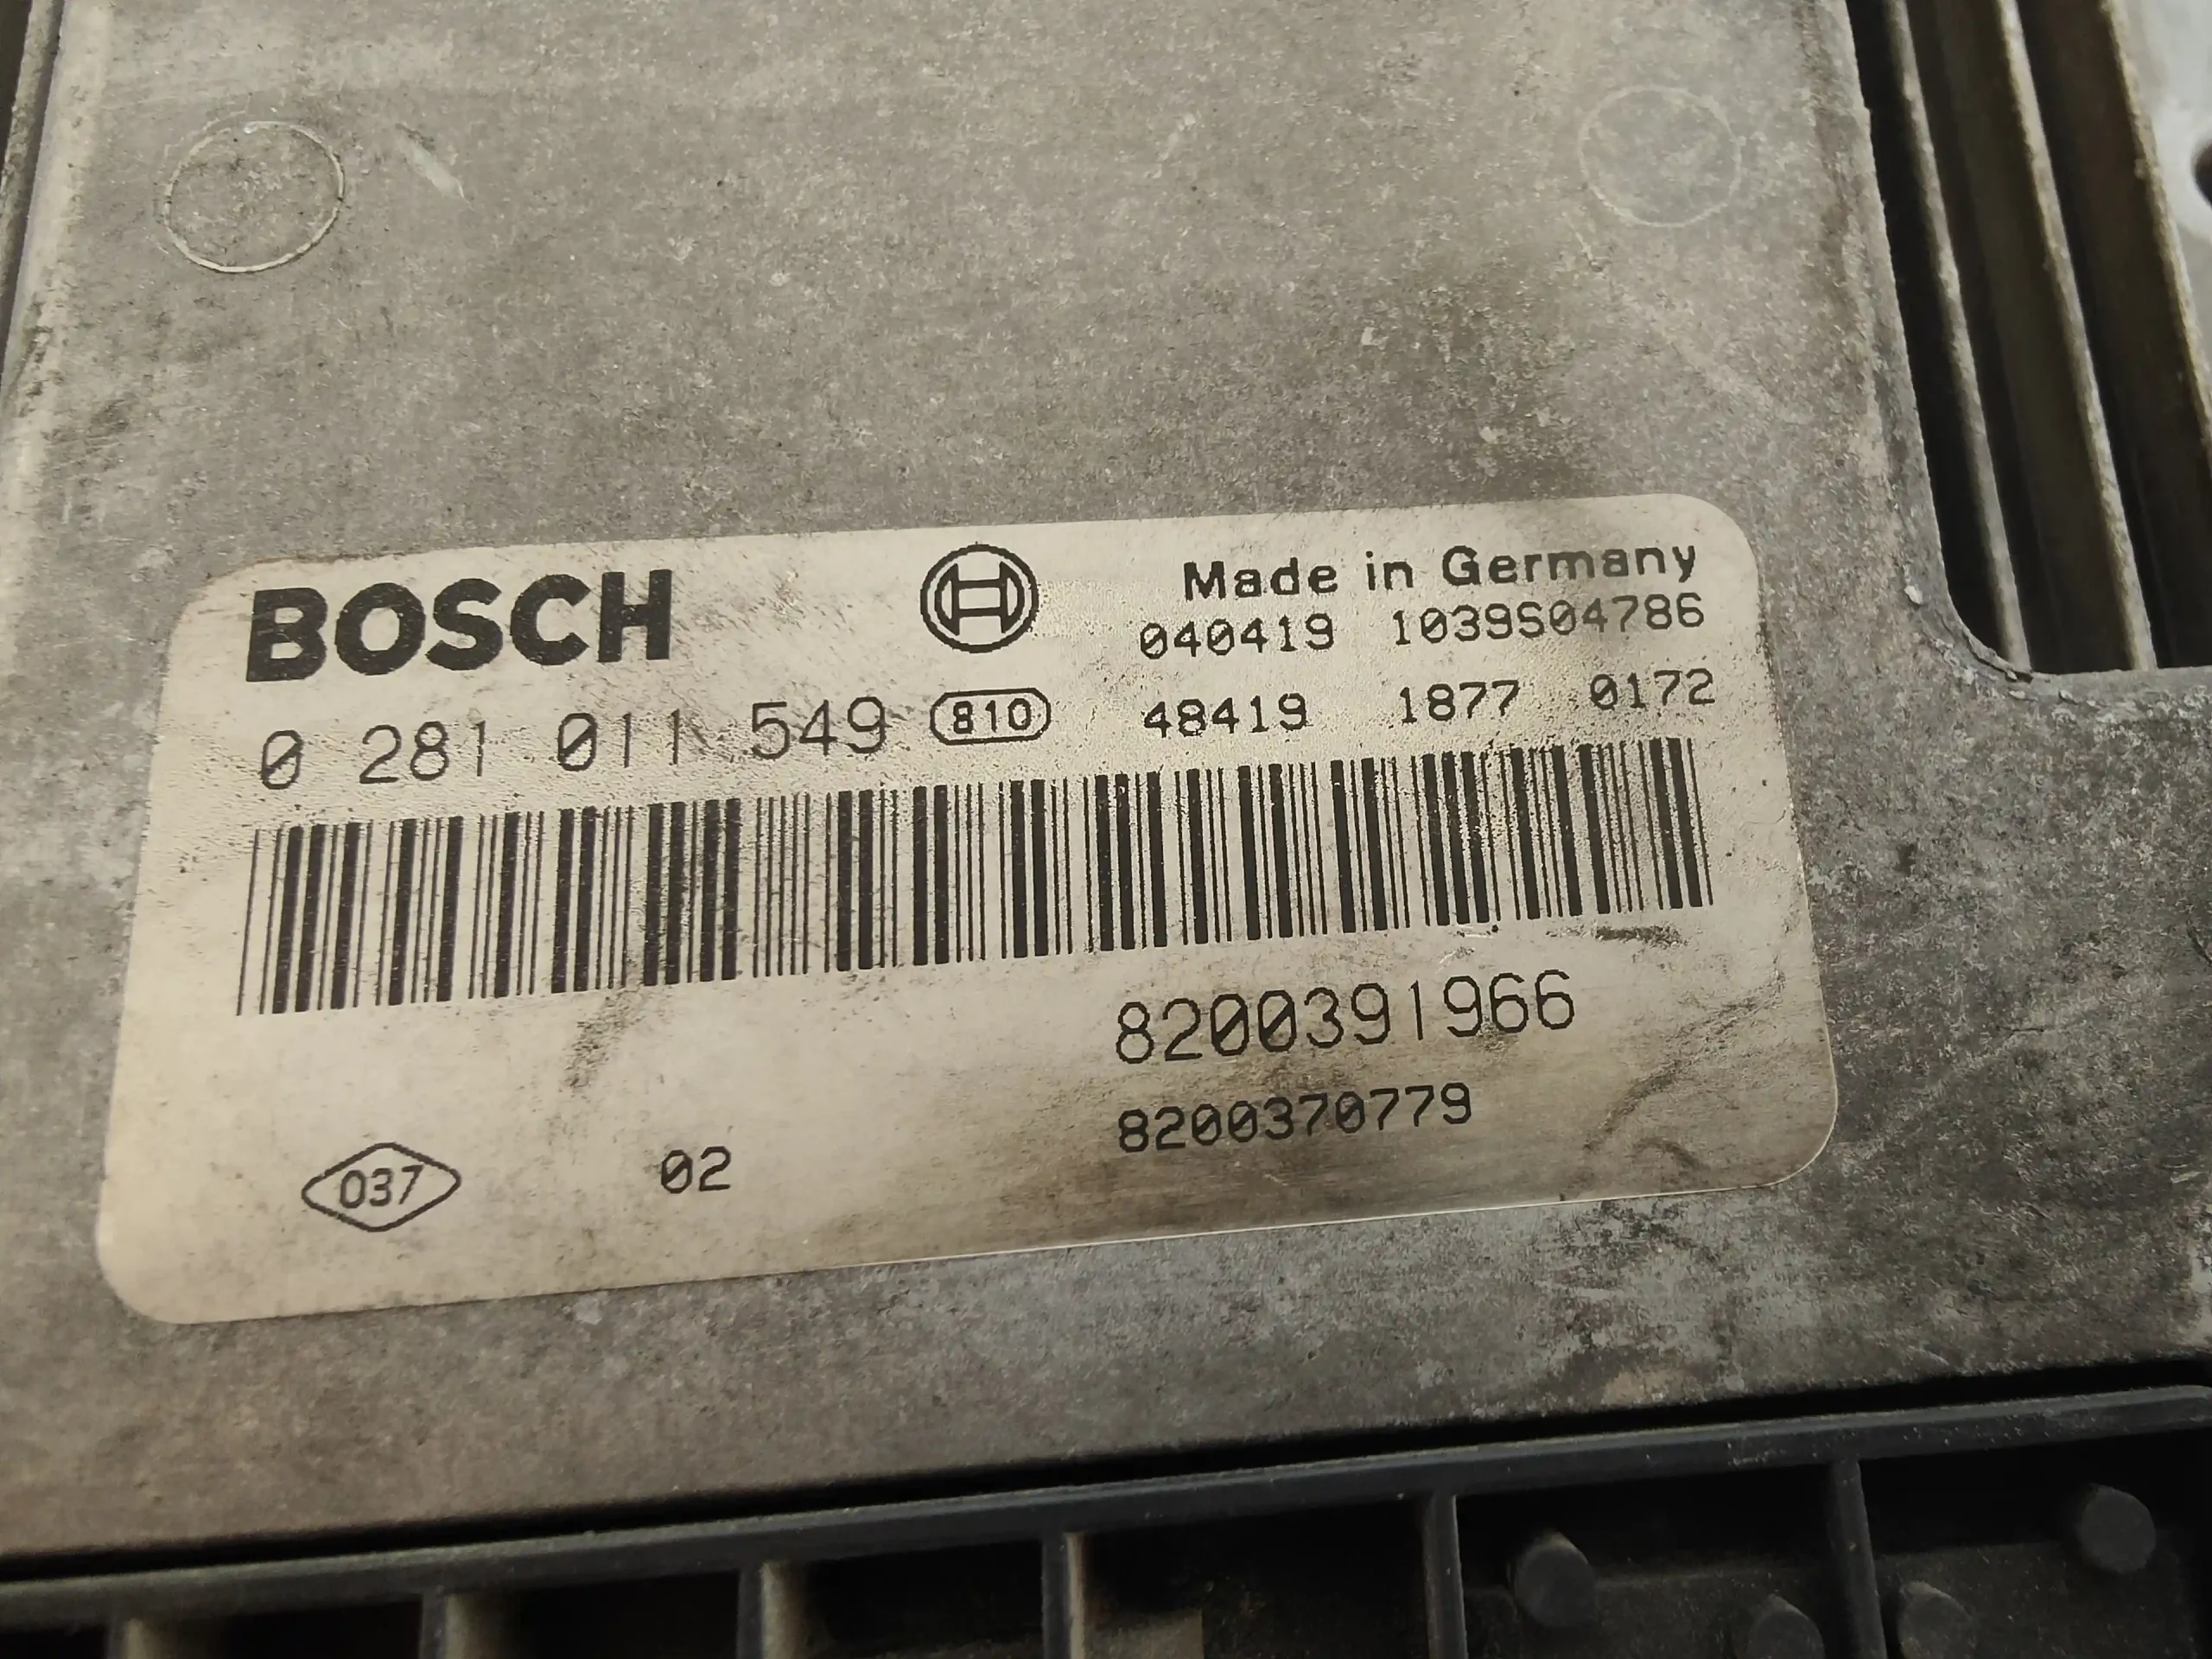 BOSCH
Made in Germany
040419 1039S04786
0 281 011 549 810 48419 1877 0172
8200391966
8200370779
037 02